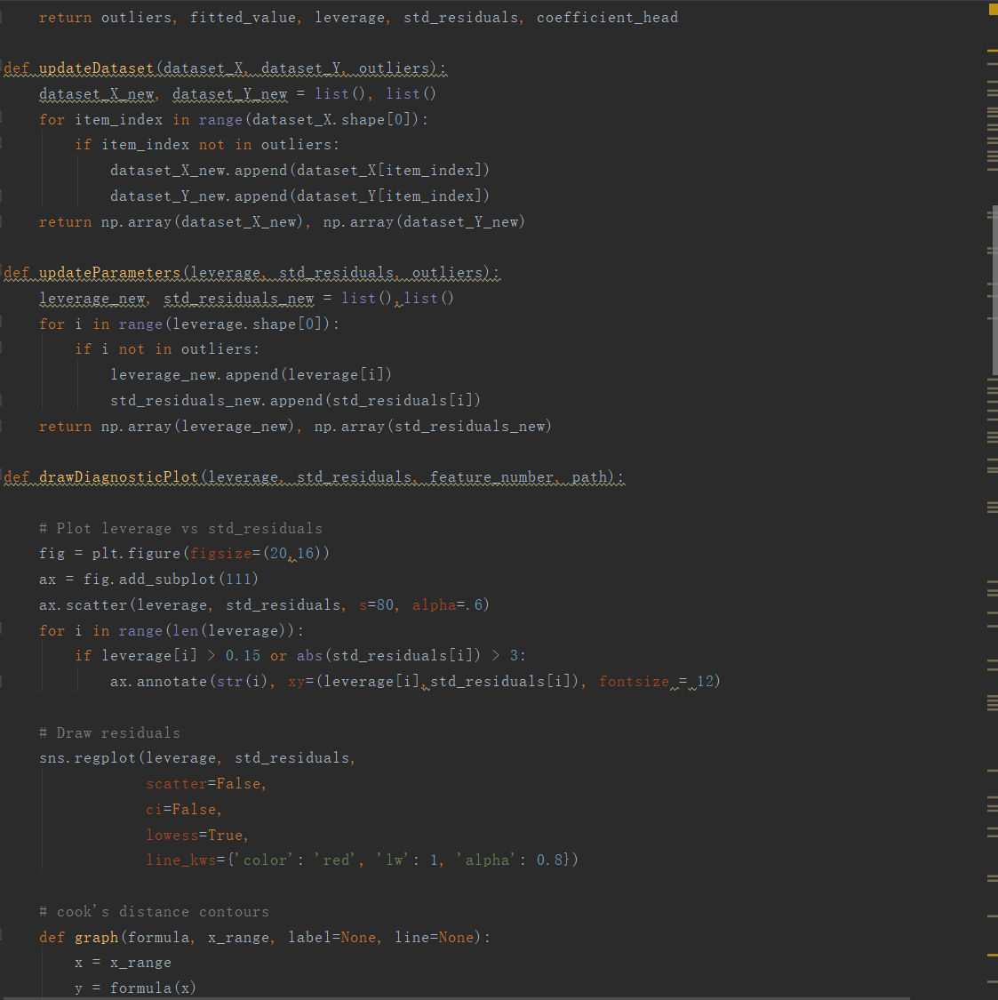 return outliers, fitted_value, leverage, std_residuals, coefficient_head

def updateDataset(dataset_X, dataset_Y, outliers):
    dataset_X_new, dataset_Y_new = list(), list()
    for item_index in range(dataset_X.shape[0]):
        if item_index not in outliers:
            dataset_X_new.append(dataset_X[item_index])
            dataset_Y_new.append(dataset_Y[item_index])
    return np.array(dataset_X_new), np.array(dataset_Y_new)

def updateParameters(leverage, std_residuals, outliers):
    leverage_new, std_residuals_new = list(),list()
    for i in range(leverage.shape[0]):
        if i not in outliers:
            leverage_new.append(leverage[i])
            std_residuals_new.append(std_residuals[i])
    return np.array(leverage_new), np.array(std_residuals_new)

def drawDiagnosticPlot(leverage, std_residuals, feature_number, path):

    # Plot leverage vs std_residuals
    fig = plt.figure(figsize=(20,16))
    ax = fig.add_subplot(111)
    ax.scatter(leverage, std_residuals, s=80, alpha=.6)
    for i in range(len(leverage)):
        if leverage[i] > 0.15 or abs(std_residuals[i]) > 3:
            ax.annotate(str(i), xy=(leverage[i],std_residuals[i]), fontsize = 12)

    # Draw residuals
    sns.regplot(leverage, std_residuals,
                scatter=False,
                ci=False,
                lowess=True,
                line_kws={'color': 'red', 'lw': 1, 'alpha': 0.8})

    # cook's distance contours
    def graph(formula, x_range, label=None, line=None):
        x = x_range
        y = formula(x)